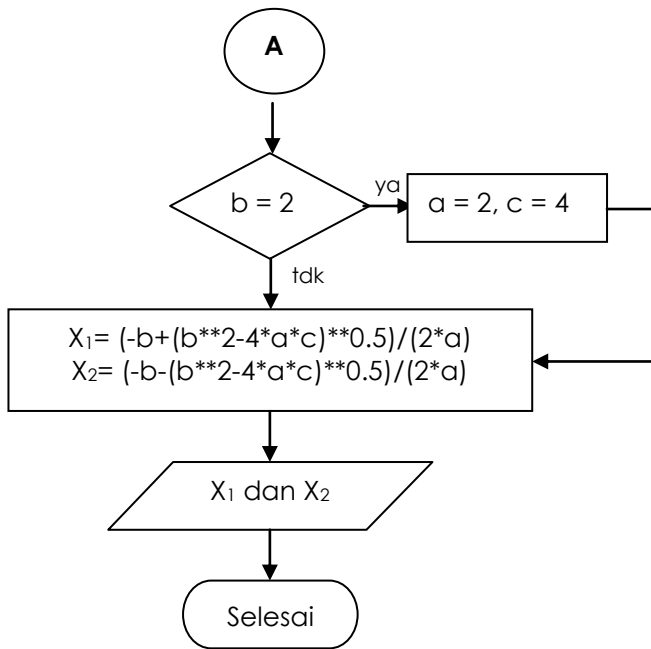 A
b = 2
ya
a = 2, c = 4
tdk
X₁= (-b+(b**2-4*a*c)**0.5)/(2*a)
X₂= (-b-(b**2-4*a*c)**0.5)/(2*a)
X₁ dan X₂
Selesai